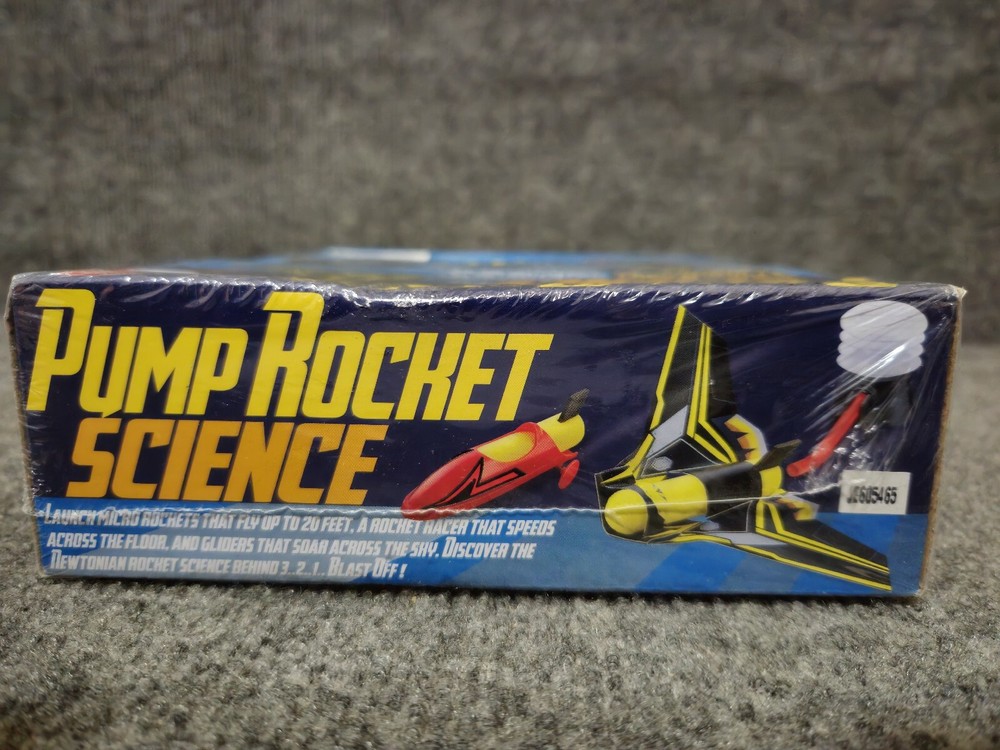 PUMP ROCKET
SCIENCE
LAUNCH MICRO ROCKETS THAT FLY UP TO 20 FEET, A ROCKET RACER THAT SPEEDS
ACROSS THE FLOOR, AND GLIDERS THAT SOAR ACROSS THE SKY. DISCOVER THE
NEWTONIAN ROCKET SCIENCE BEHIND 3..2..1.. BLAST OFF!